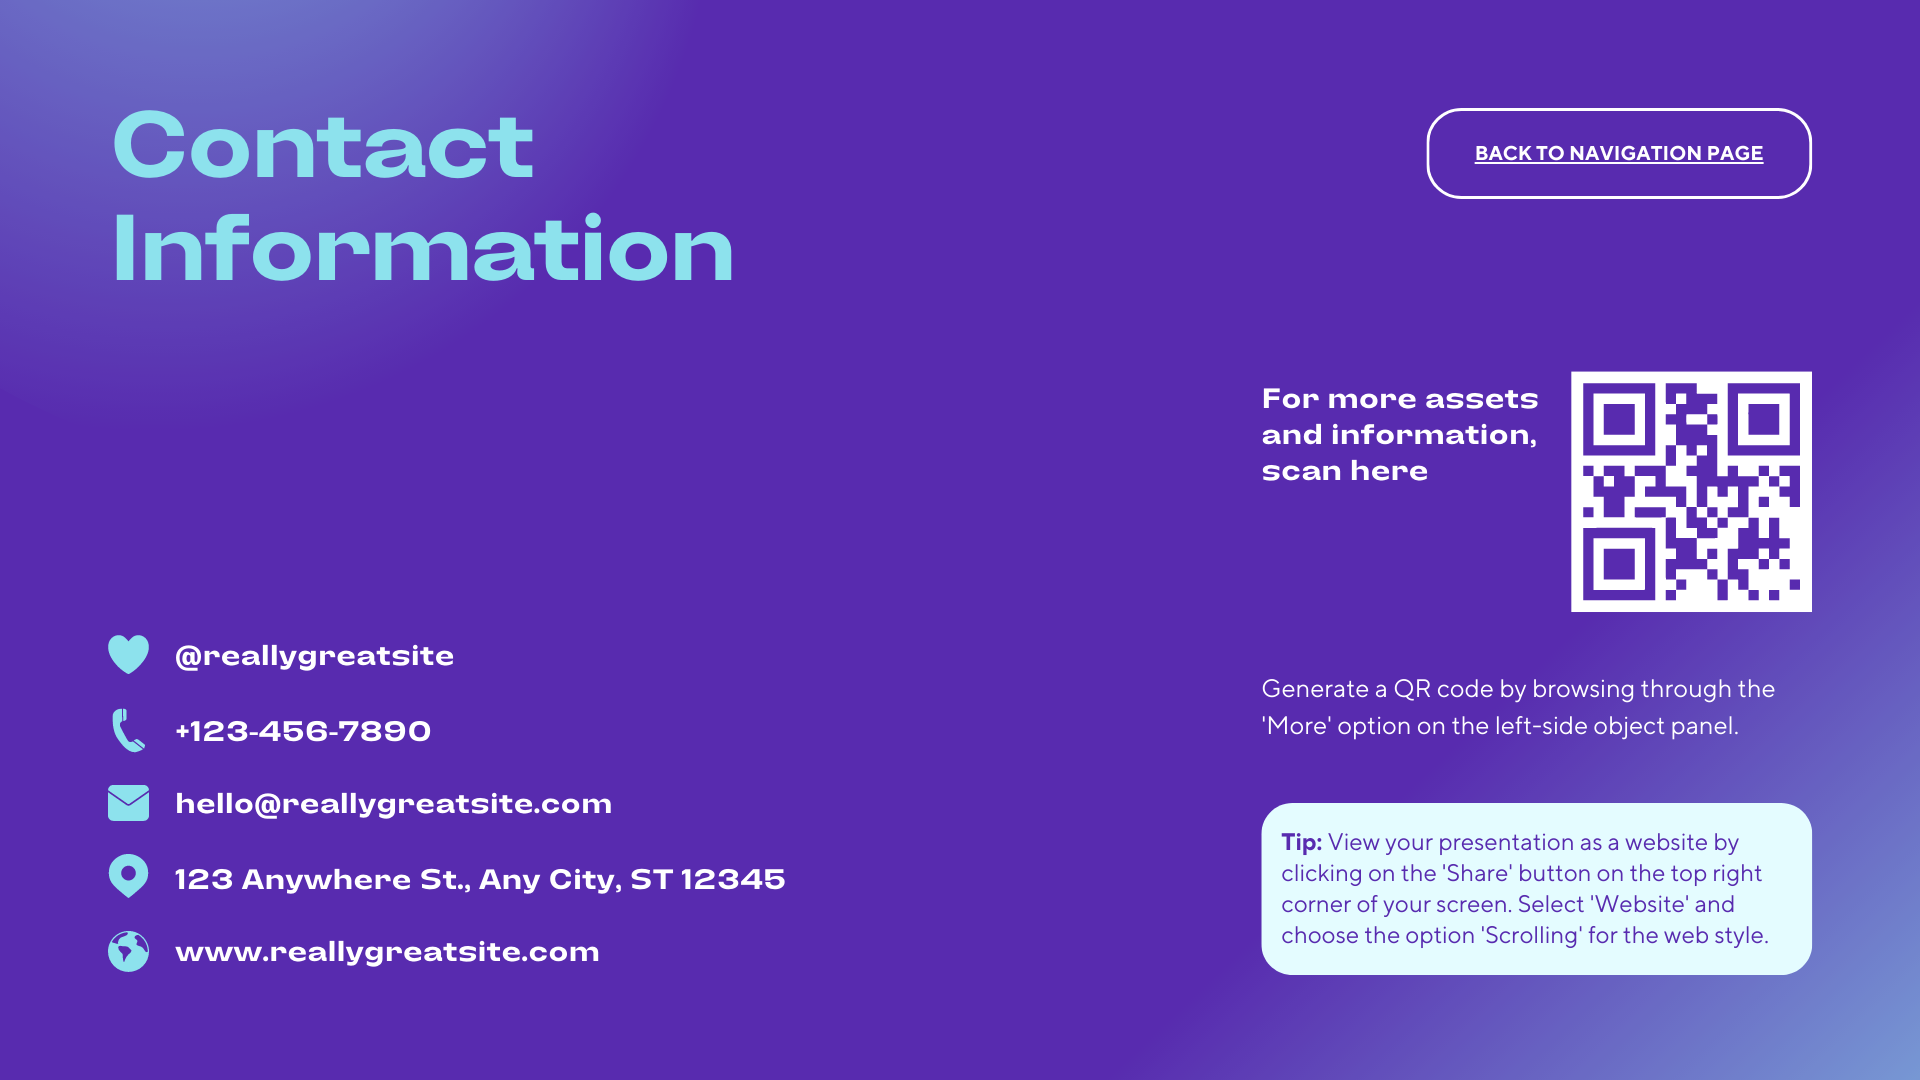 Contact
Information
BACK TO NAVIGATION PAGE
For more assets
and information,
scan here
@reallygreatsite
+123-456-7890
hello@reallygreatsite.com
123 Anywhere St., Any City, ST 12345
www.reallygreatsite.com
Generate a QR code by browsing through the
'More' option on the left-side object panel.
Tip: View your presentation as a website by
clicking on the 'Share' button on the top right
corner of your screen. Select 'Website' and
choose the option 'Scrolling' for the web style.